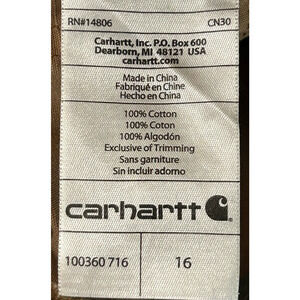 RN#14806 CN30
Carhartt, Inc. P.O. Box 600
Dearborn, MI 48121 USA
carhartt.com
Made in China
Fabriqué en Chine
Hecho en China
100% Cotton
100% Coton
100% Algodón
Exclusive of Trimming
Sans garniture
Sin incluir adorno
carhartt
100360 716 16